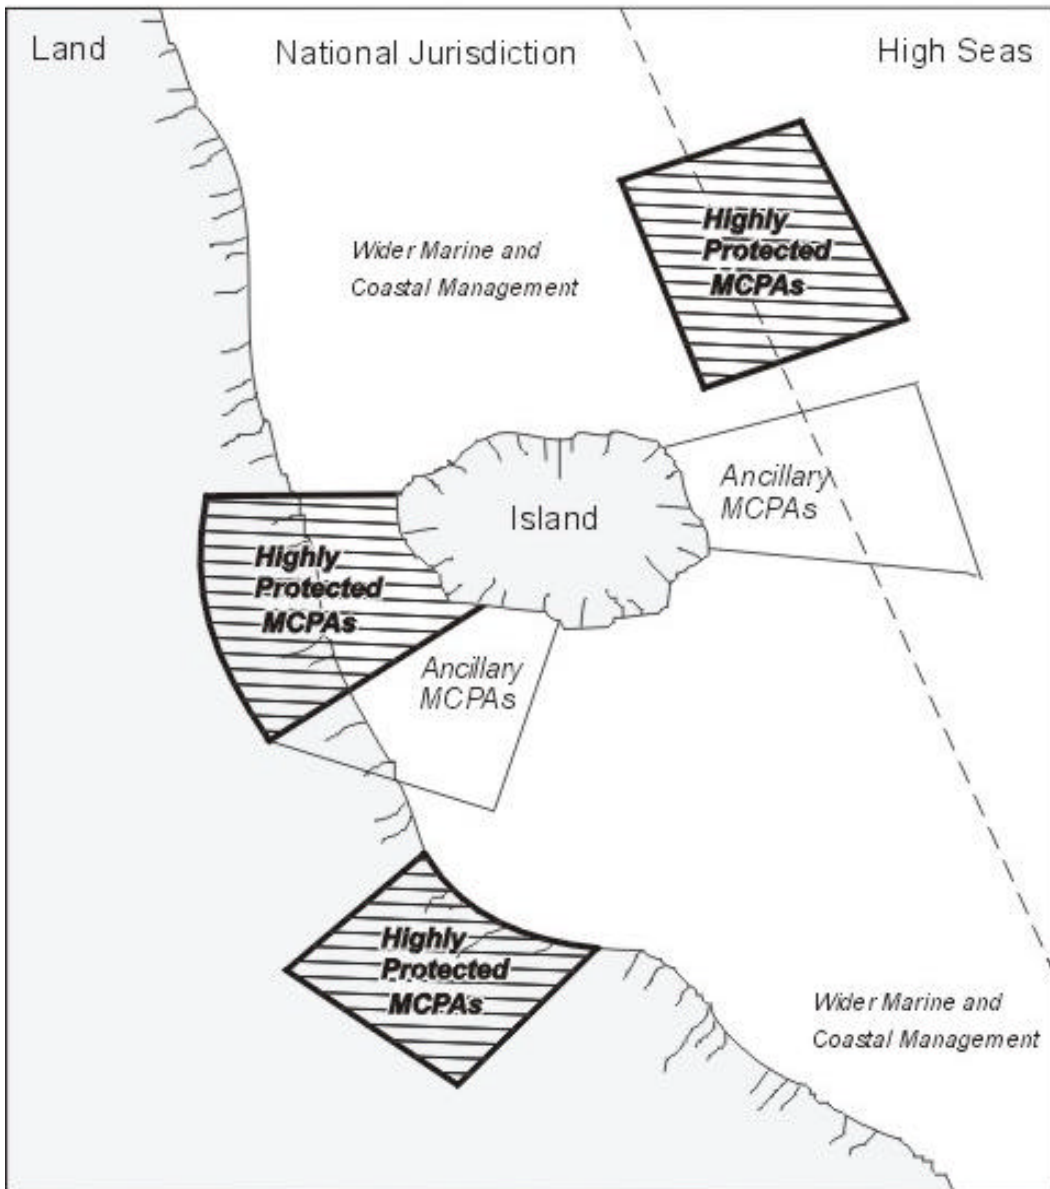 Land
National Jurisdiction
High Seas
Highly
Protected
MCPAs
Wider Marine and
Coastal Management
Ancillary
MCPAs
Island
Highly
Protected
MCPAs
Ancillary
MCPAs
Highly
Protected
MCPAs
Wider Marine and
Coastal Management